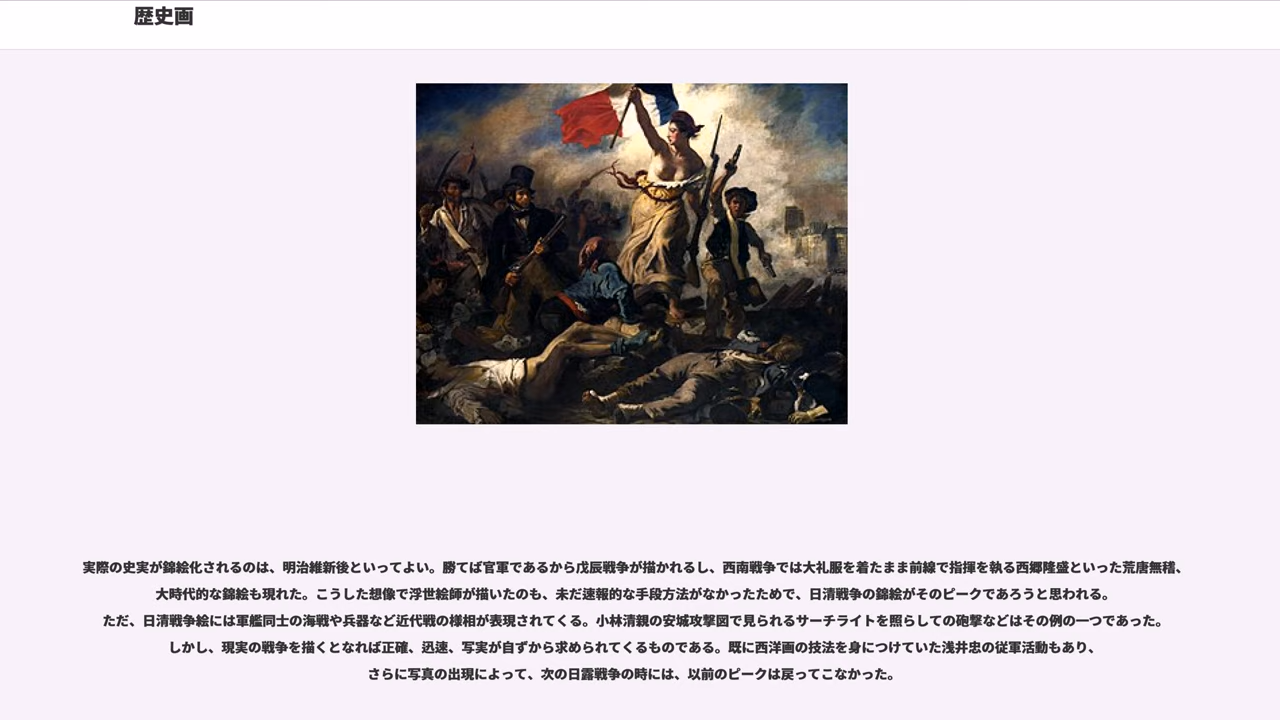 歴史画
実際の史実が錦絵化されるのは、明治維新後といってよい。勝てば官軍であるから戊辰戦争が描かれるし、西南戦争では大礼服を着たまま前線で指揮を執る西郷隆盛といった荒唐無稽、
大時代的な錦絵も現れた。こうした想像で浮世絵師が描いたのも、未だ速報的な手段方法がなかったためで、日清戦争の錦絵がそのピークであろうと思われる。
ただ、日清戦争絵には軍艦同士の海戦や兵器など近代戦の様相が表現されてくる。小林清親の安城攻撃図で見られるサーチライトを照らしての砲撃などはその例の一つであった。
しかし、現実の戦争を描くとなれば正確、迅速、写実が自ずから求められてくるものである。既に西洋画の技法を身につけていた浅井忠の従軍活動もあり、
さらに写真の出現によって、次の日露戦争の時には、以前のピークは戻ってこなかった。